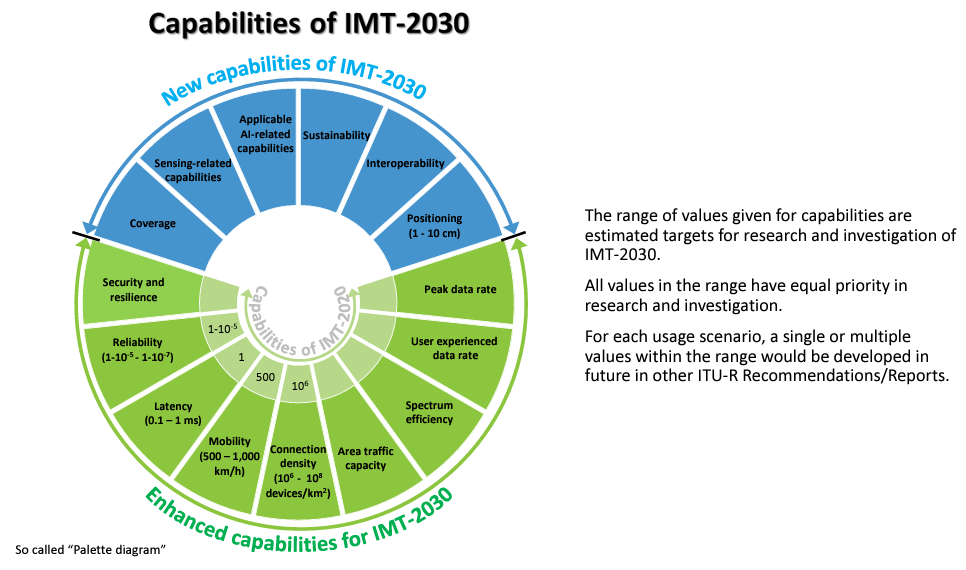 Capabilities of IMT-2030
New capabilities of IMT-2030
Coverage
Sensing-related
capabilities
Applicable
AI-related
capabilities
Sustainability
Interoperability
Positioning
(1 - 10 cm)
Security and
resilience
Reliability
(1-10⁻⁵ - 1-10⁻⁷)
Latency
(0.1 – 1 ms)
Mobility
(500 – 1,000
km/h)
Connection
density
(10⁶ - 10⁸
devices/km²)
Area traffic
capacity
Spectrum
efficiency
User experienced
data rate
Peak data rate
1-10⁻⁵
1
500
10⁶
Capabilities of IMT-2020
Enhanced capabilities for IMT-2030
The range of values given for capabilities are
estimated targets for research and investigation of
IMT-2030.
All values in the range have equal priority in
research and investigation.
For each usage scenario, a single or multiple
values within the range would be developed in
future in other ITU-R Recommendations/Reports.
So called “Palette diagram”